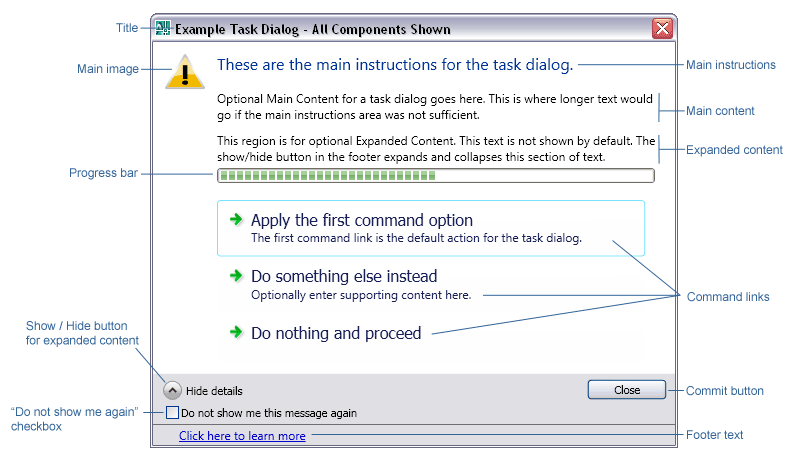 Title
Example Task Dialog - All Components Shown
Main image
These are the main instructions for the task dialog.
Main instructions
Optional Main Content for a task dialog goes here. This is where longer text would
go if the main instructions area was not sufficient.
Main content
This region is for optional Expanded Content. This text is not shown by default. The
show/hide button in the footer expands and collapses this section of text.
Expanded content
Progress bar
Apply the first command option
The first command link is the default action for the task dialog.
Do something else instead
Optionally enter supporting content here.
Command links
Do nothing and proceed
Show / Hide button
for expanded content
Hide details
Close
Commit button
“Do not show me again”
checkbox
Do not show me this message again
Click here to learn more
Footer text